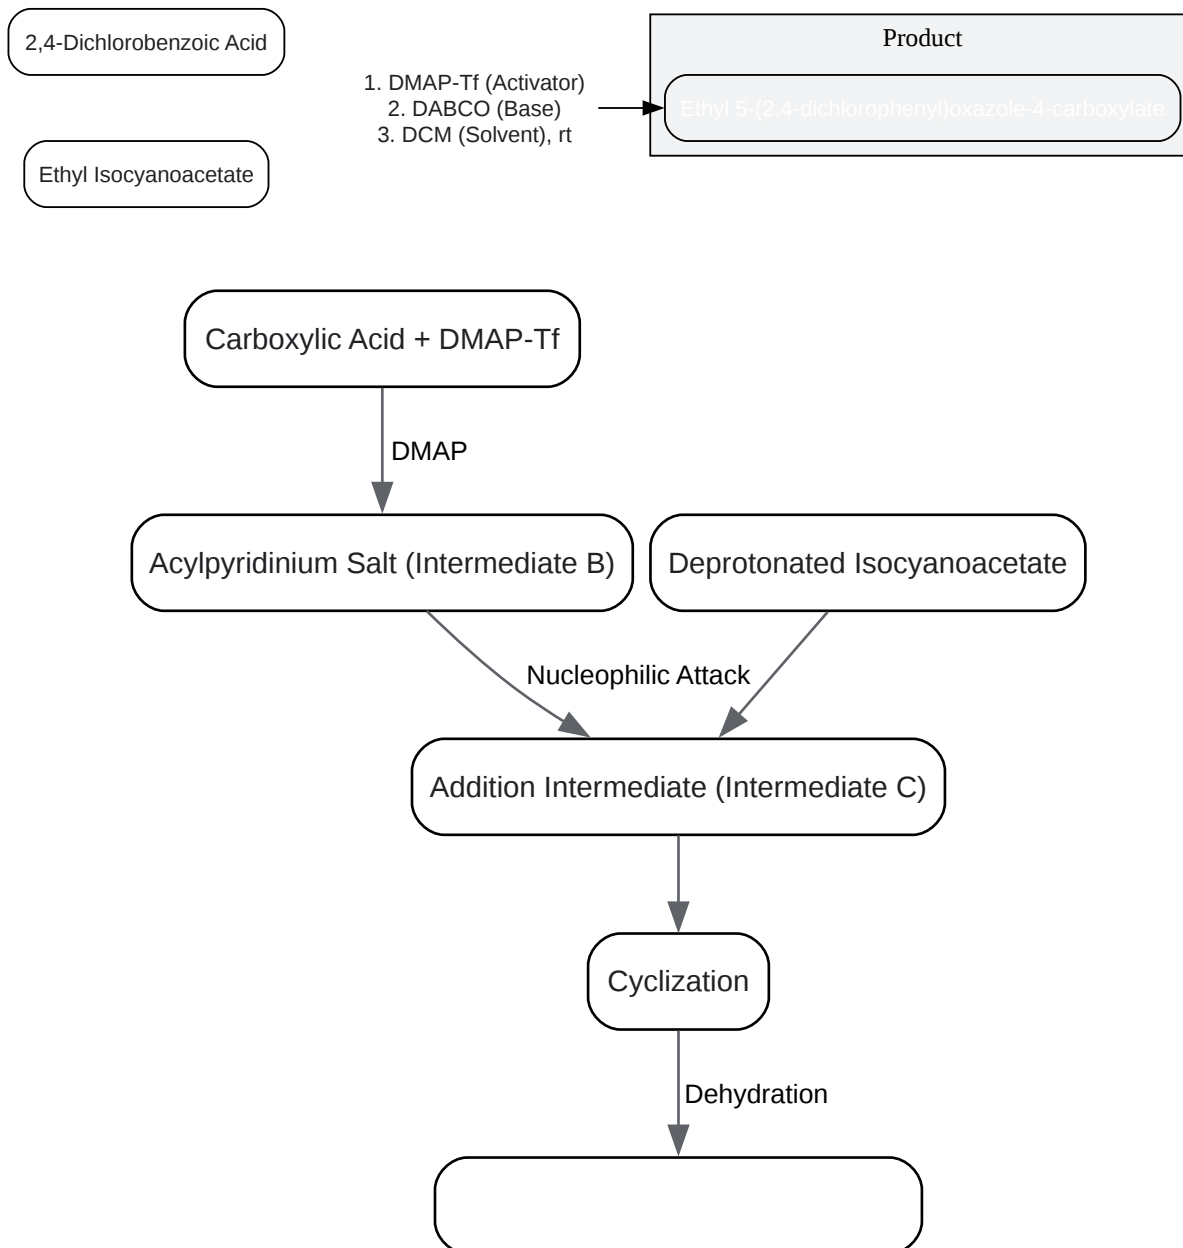 2,4-Dichlorobenzoic Acid
Ethyl Isocyanoacetate
1. DMAP-Tf (Activator)
2. DABCO (Base)
3. DCM (Solvent), rt
Product
Ethyl 5-(2,4-dichlorophenyl)oxazole-4-carboxylate
Carboxylic Acid + DMAP-Tf
DMAP
Acylpyridinium Salt (Intermediate B)
Deprotonated Isocyanoacetate
Nucleophilic Attack
Addition Intermediate (Intermediate C)
Cyclization
Dehydration